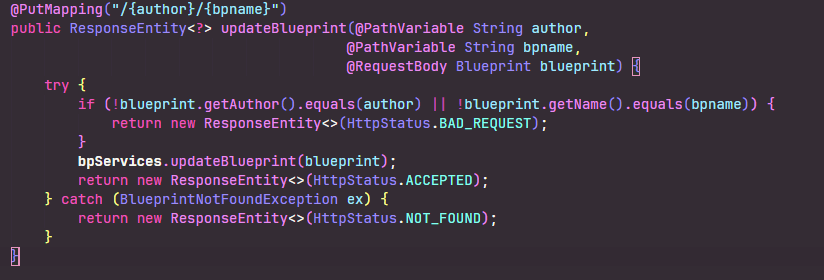 @PutMapping("/{author}/{bpname}")
public ResponseEntity<?> updateBlueprint(@PathVariable String author,
                                         @PathVariable String bpname,
                                         @RequestBody Blueprint blueprint) {
    try {
        if (!blueprint.getAuthor().equals(author) || !blueprint.getName().equals(bpname)) {
            return new ResponseEntity<>(HttpStatus.BAD_REQUEST);
        }
        bpServices.updateBlueprint(blueprint);
        return new ResponseEntity<>(HttpStatus.ACCEPTED);
    } catch (BlueprintNotFoundException ex) {
        return new ResponseEntity<>(HttpStatus.NOT_FOUND);
    }
}